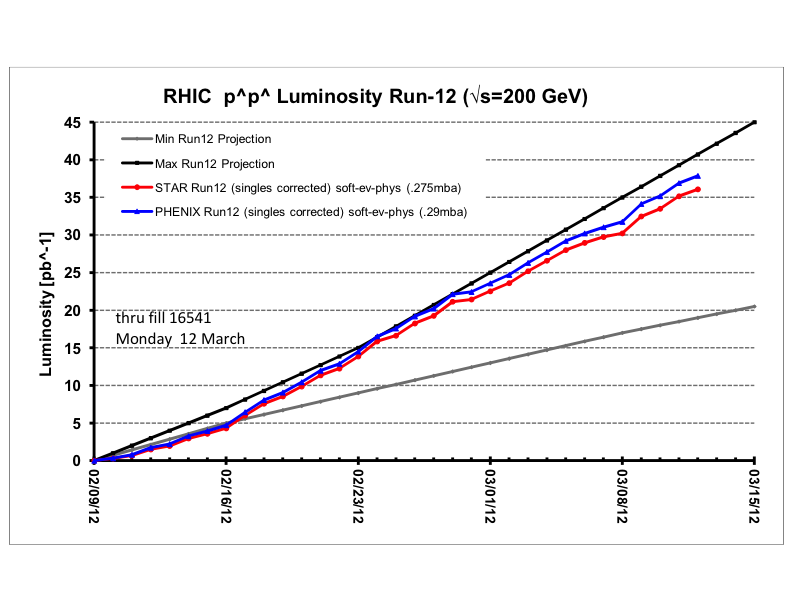 RHIC p^p^ Luminosity Run-12 (√s=200 GeV)
Luminosity [pb^-1]
45
40
35
30
25
20
15
10
5
0
Min Run12 Projection
Max Run12 Projection
STAR Run12 (singles corrected) soft-ev-phys (.275mba)
PHENIX Run12 (singles corrected) soft-ev-phys (.29mba)
thru fill 16541
Monday 12 March
02/09/12
02/16/12
02/23/12
03/01/12
03/08/12
03/15/12